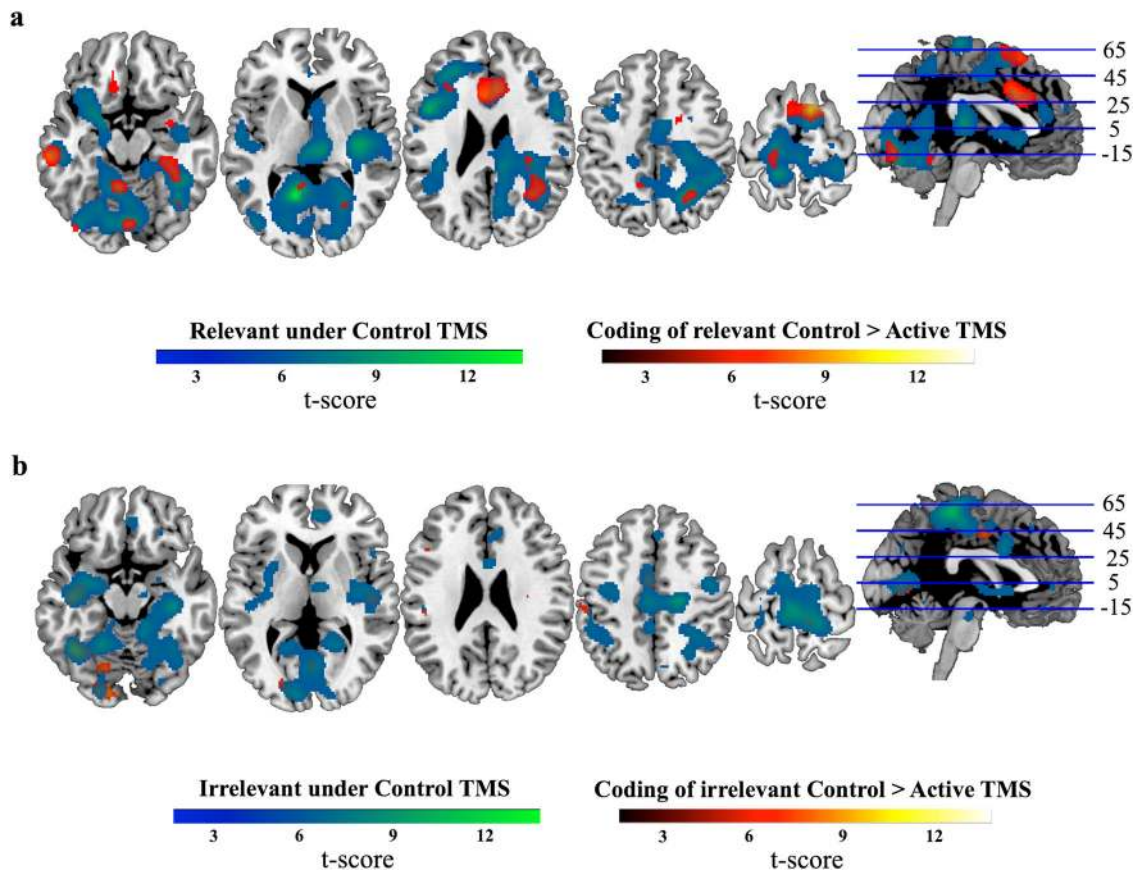 a
65
45
25
5
-15
Relevant under Control TMS
Coding of relevant Control > Active TMS
3 6 9 12
3 6 9 12
t-score
t-score
b
65
45
25
5
-15
Irrelevant under Control TMS
Coding of irrelevant Control > Active TMS
3 6 9 12
3 6 9 12
t-score
t-score